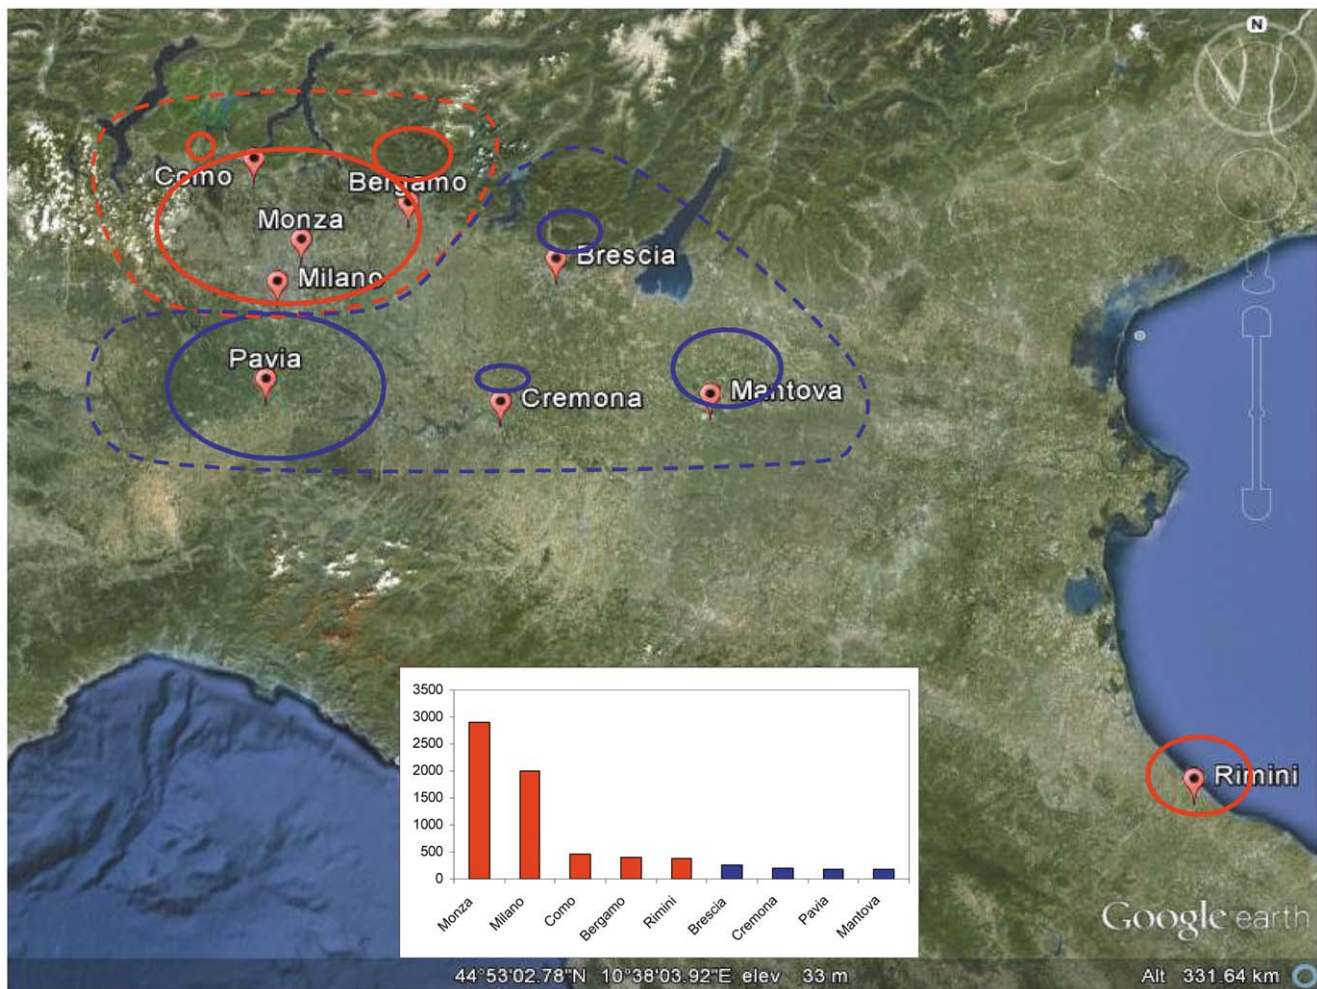 N
Como
Bergamo
Monza
Brescia
Milano
Pavia
Mantova
Cremona
3500
3000
2500
2000
1500
1000
500
0
Monza
Milano
Como
Bergamo
Rimini
Brescia
Cremona
Pavia
Mantova
Rimini
Google earth
44°53'02.78"N 10°38'03.92"E elev 33 m
Alt 331.64 km